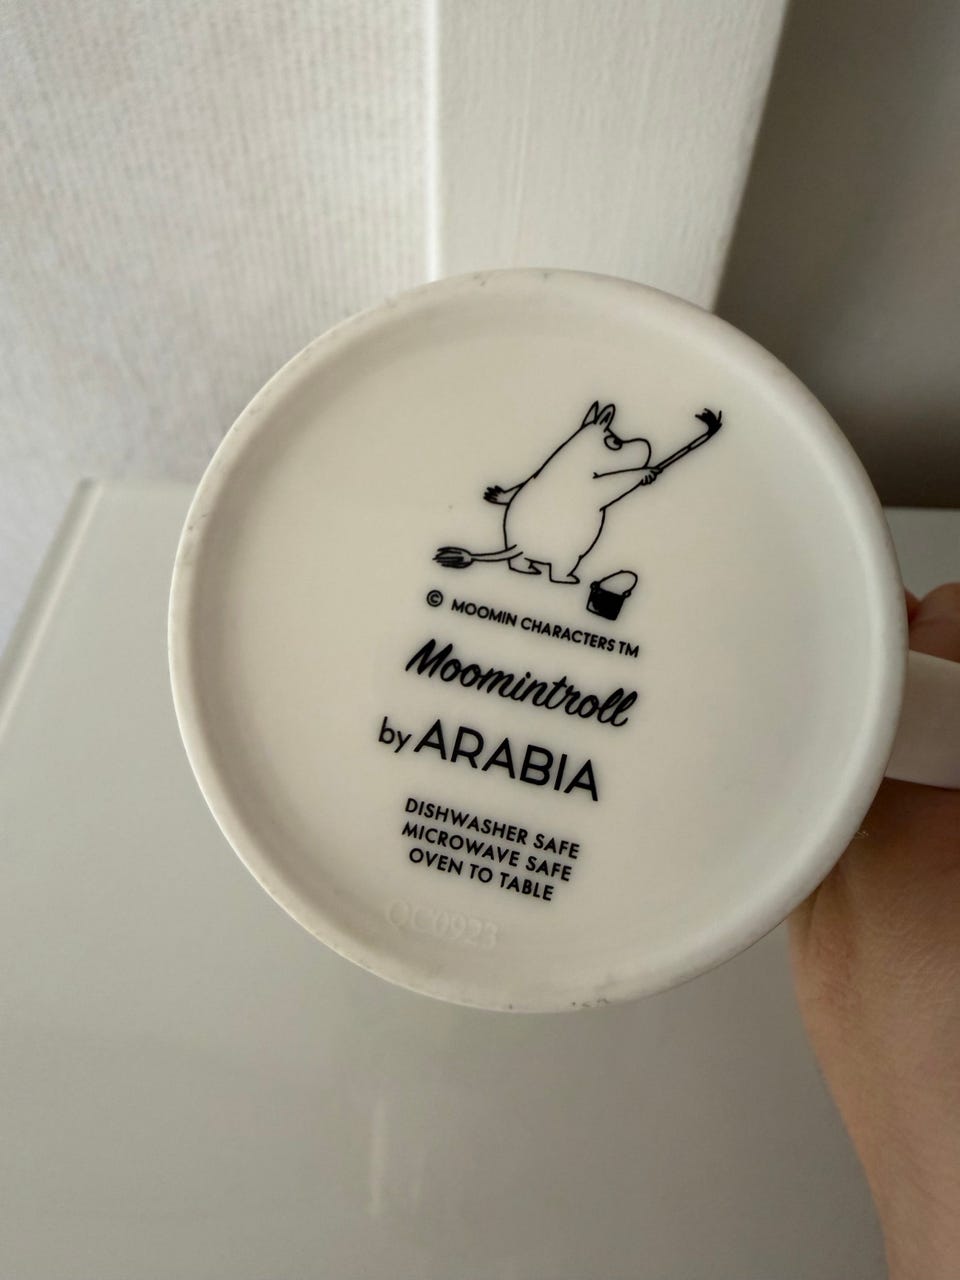 © MOOMIN CHARACTERS TM
Moomintroll
by ARABIA
DISHWASHER SAFE
MICROWAVE SAFE
OVEN TO TABLE
QC0923